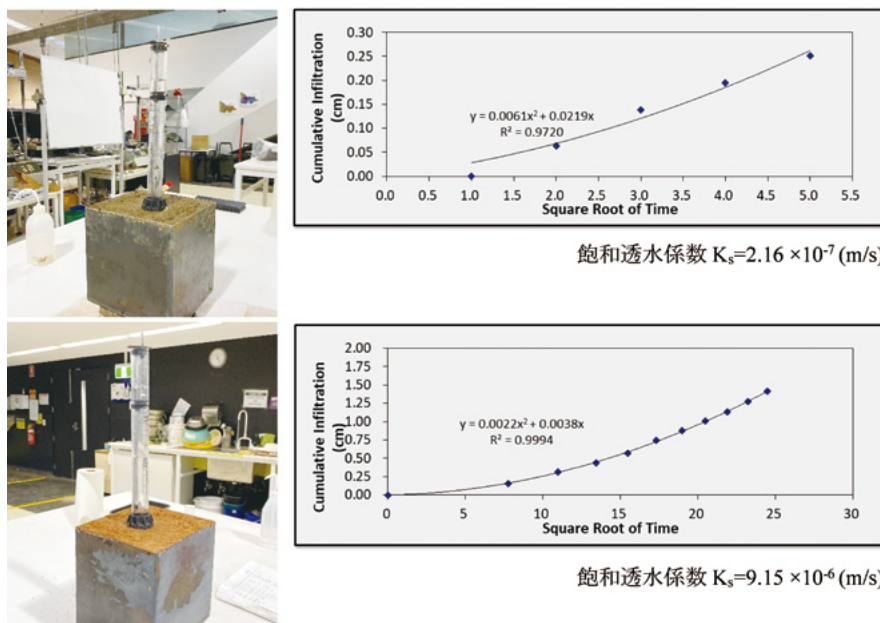 Cumulative Infiltration
(cm)
0.30
0.25
0.20
0.15
0.10
0.05
0.00
y = 0.0061x² + 0.0219x
R² = 0.9720
0.0 0.5 1.0 1.5 2.0 2.5 3.0 3.5 4.0 4.5 5.0 5.5
Square Root of Time
飽和透水係数 Kₛ=2.16 ×10⁻⁷ (m/s)
Cumulative Infiltration
(cm)
2.00
1.75
1.50
1.25
1.00
0.75
0.50
0.25
0.00
y = 0.0022x² + 0.0038x
R² = 0.9994
0 5 10 15 20 25 30
Square Root of Time
飽和透水係数 Kₛ=9.15 ×10⁻⁶ (m/s)